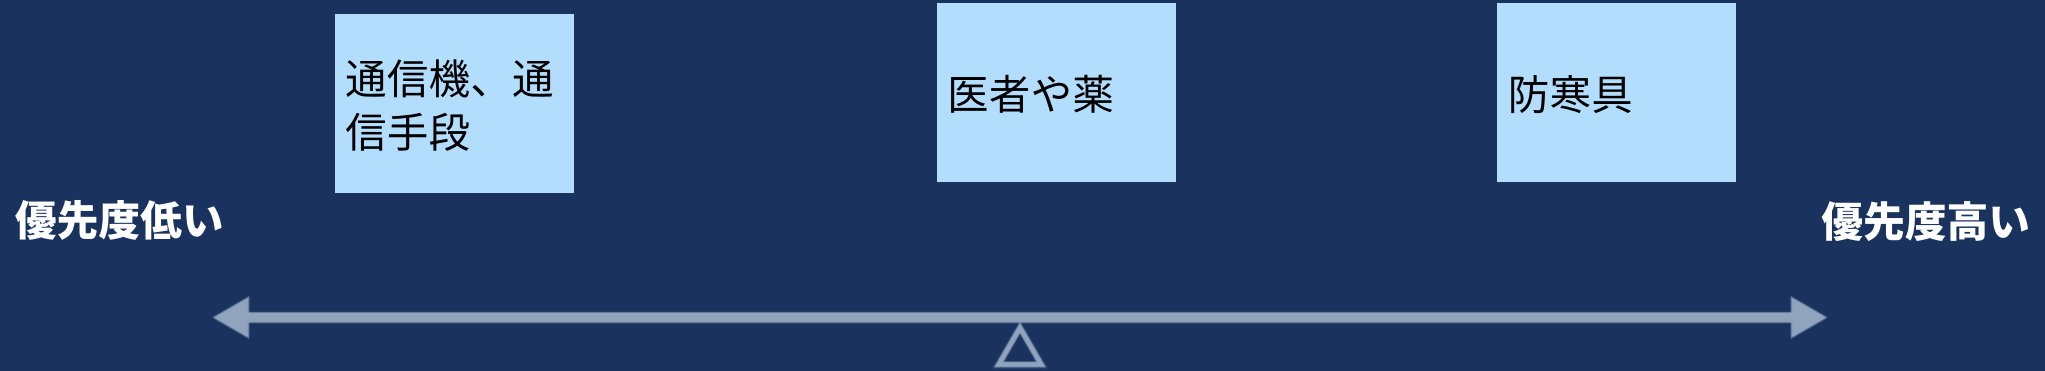 通信機、通
信手段
医者や薬
防寒具
優先度低い
優先度高い